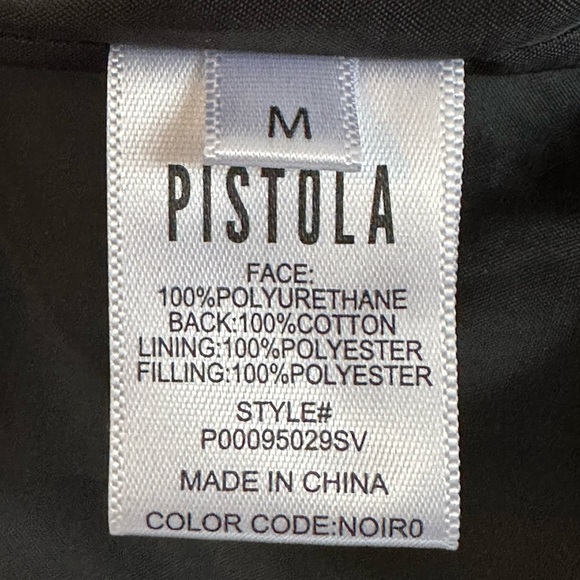 M
PISTOLA
FACE:
100%POLYURETHANE
BACK:100%COTTON
LINING:100%POLYESTER
FILLING:100%POLYESTER
STYLE#
P00095029SV
MADE IN CHINA
COLOR CODE:NOIR0